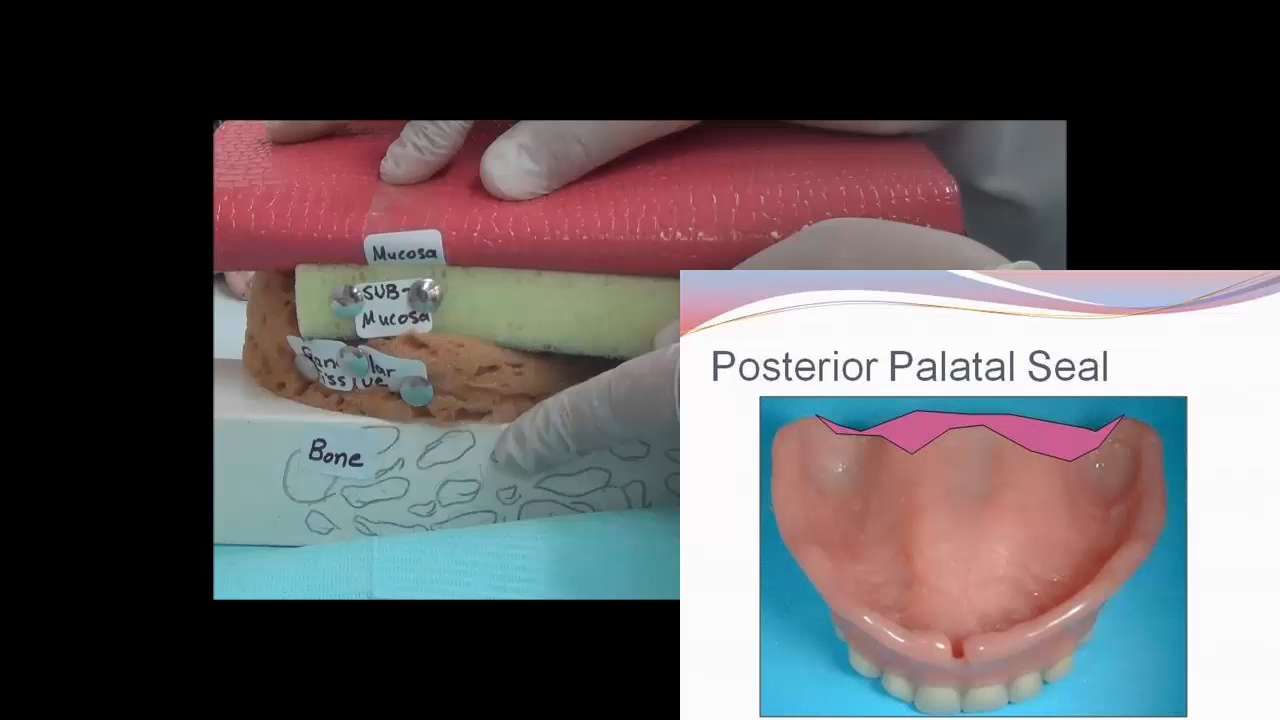 Mucosa
SUB-
Mucosa
Bone
Posterior Palatal Seal